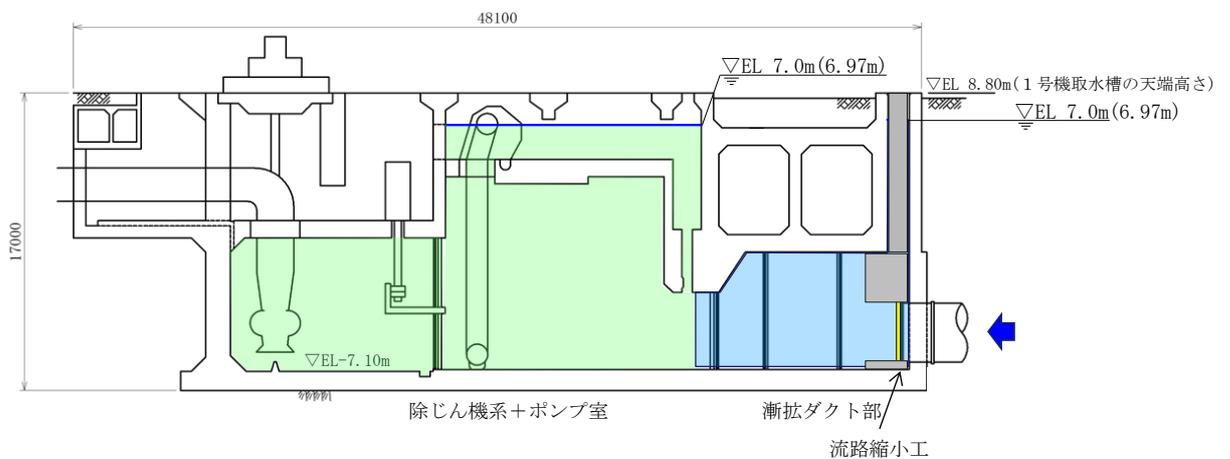 48100
▽EL 7.0m(6.97m)
▽EL 8.80m(1号機取水槽の天端高さ)
▽EL 7.0m(6.97m)
17000
▽EL-7.10m
除じん機系+ポンプ室
漸拡ダクト部
流路縮小工